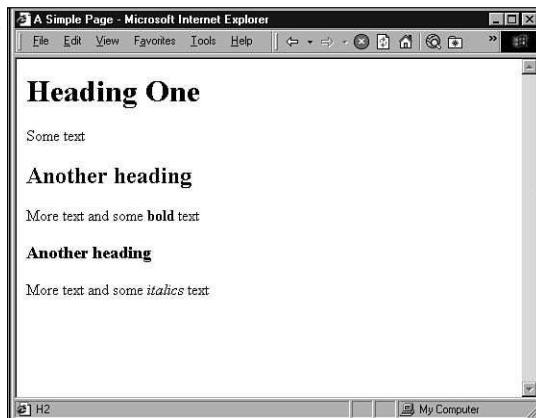 A Simple Page - Microsoft Internet Explorer
File Edit View Favorites Tools Help »
Heading One
Some text
Another heading
More text and some bold text
Another heading
More text and some italics text
H2 My Computer